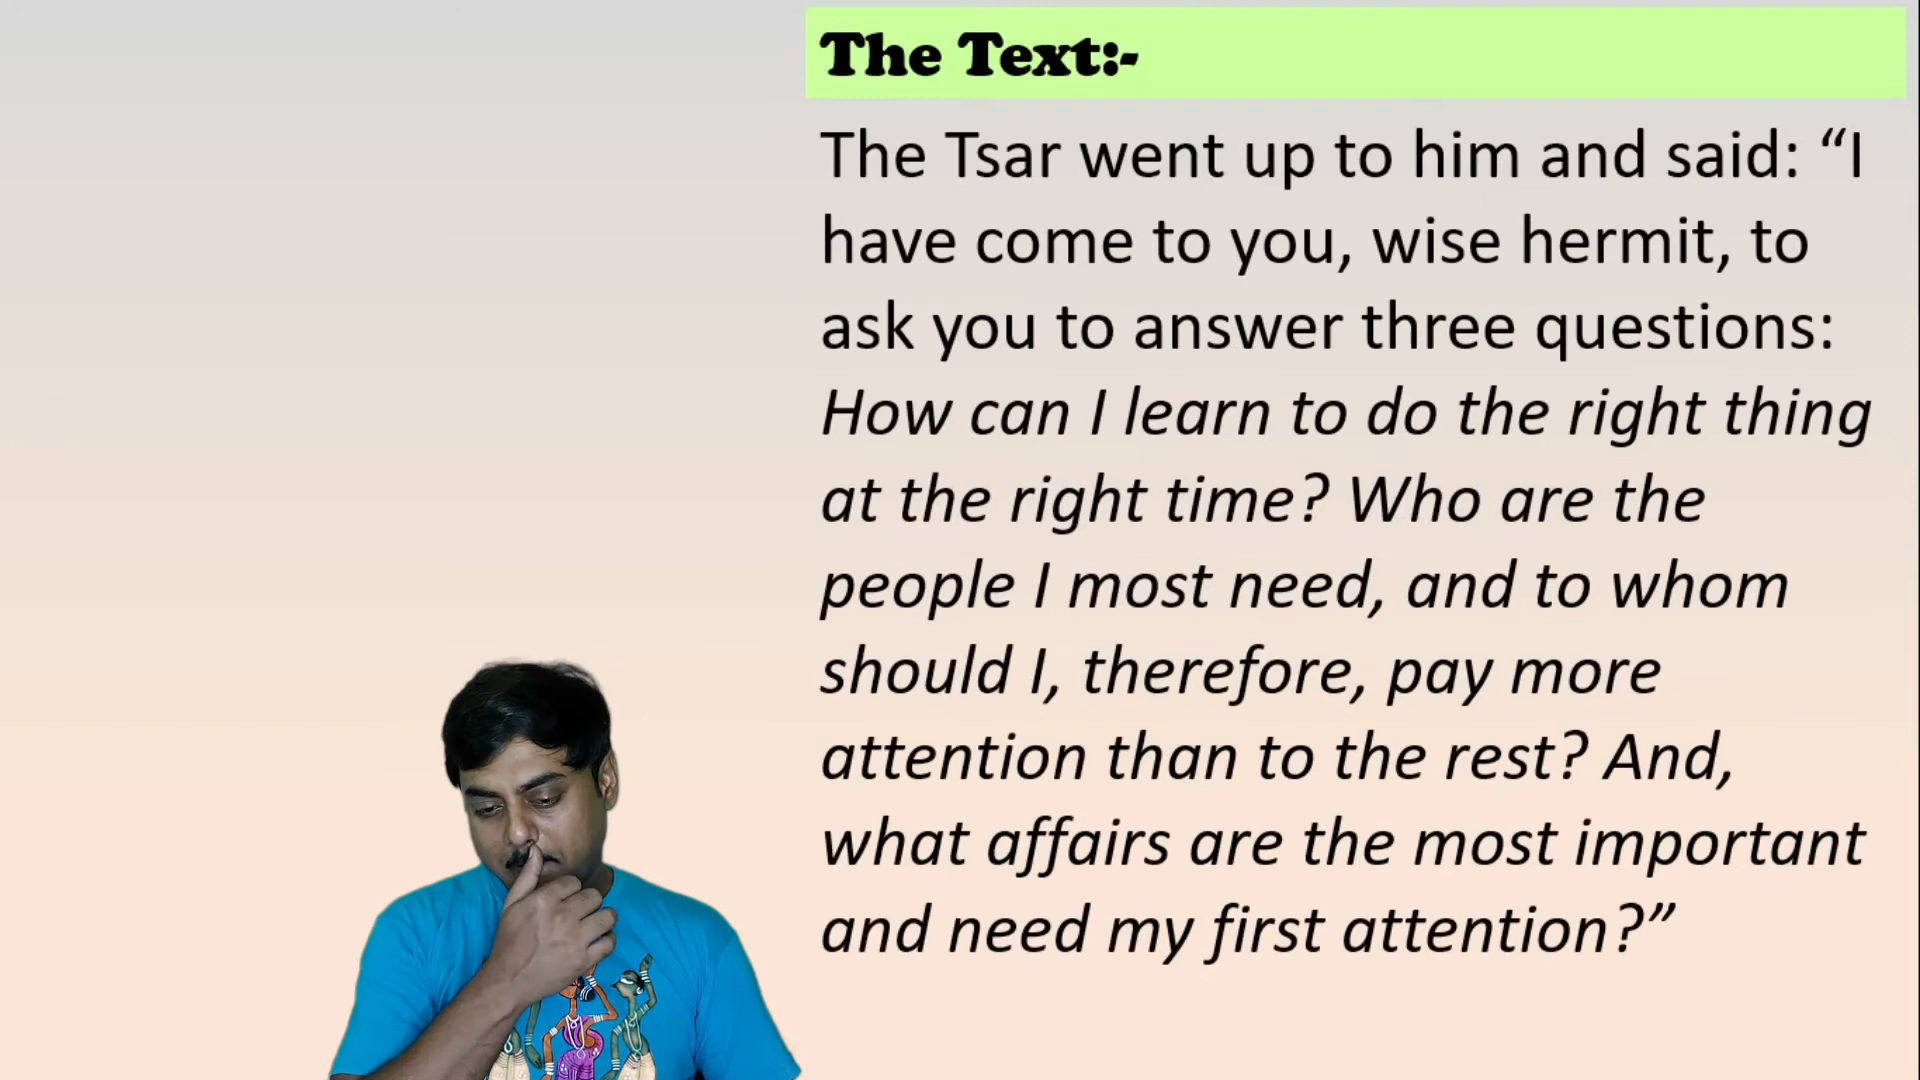 The Text:-
The Tsar went up to him and said: “I
have come to you, wise hermit, to
ask you to answer three questions:
How can I learn to do the right thing
at the right time? Who are the
people I most need, and to whom
should I, therefore, pay more
attention than to the rest? And,
what affairs are the most important
and need my first attention?”